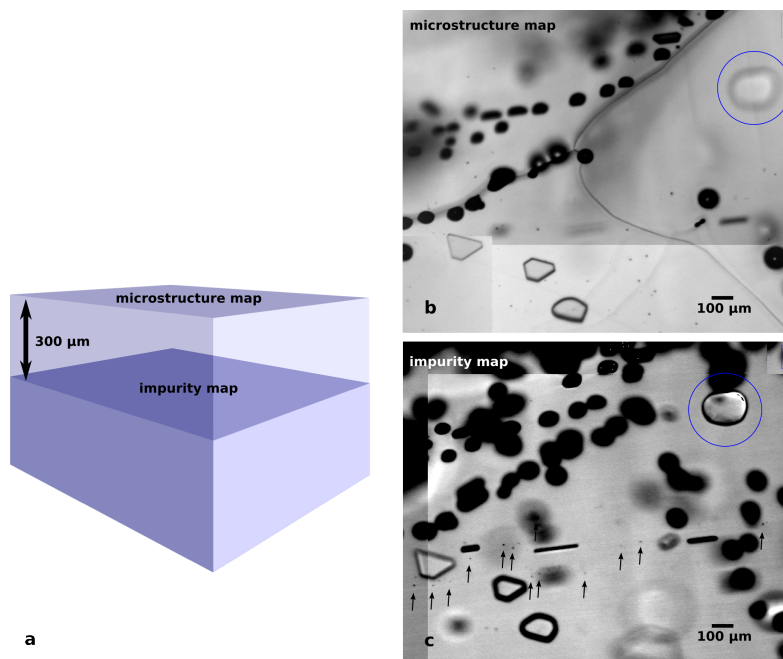 microstructure map
300 µm
impurity map
a
microstructure map
b
100 µm
impurity map
c
100 µm